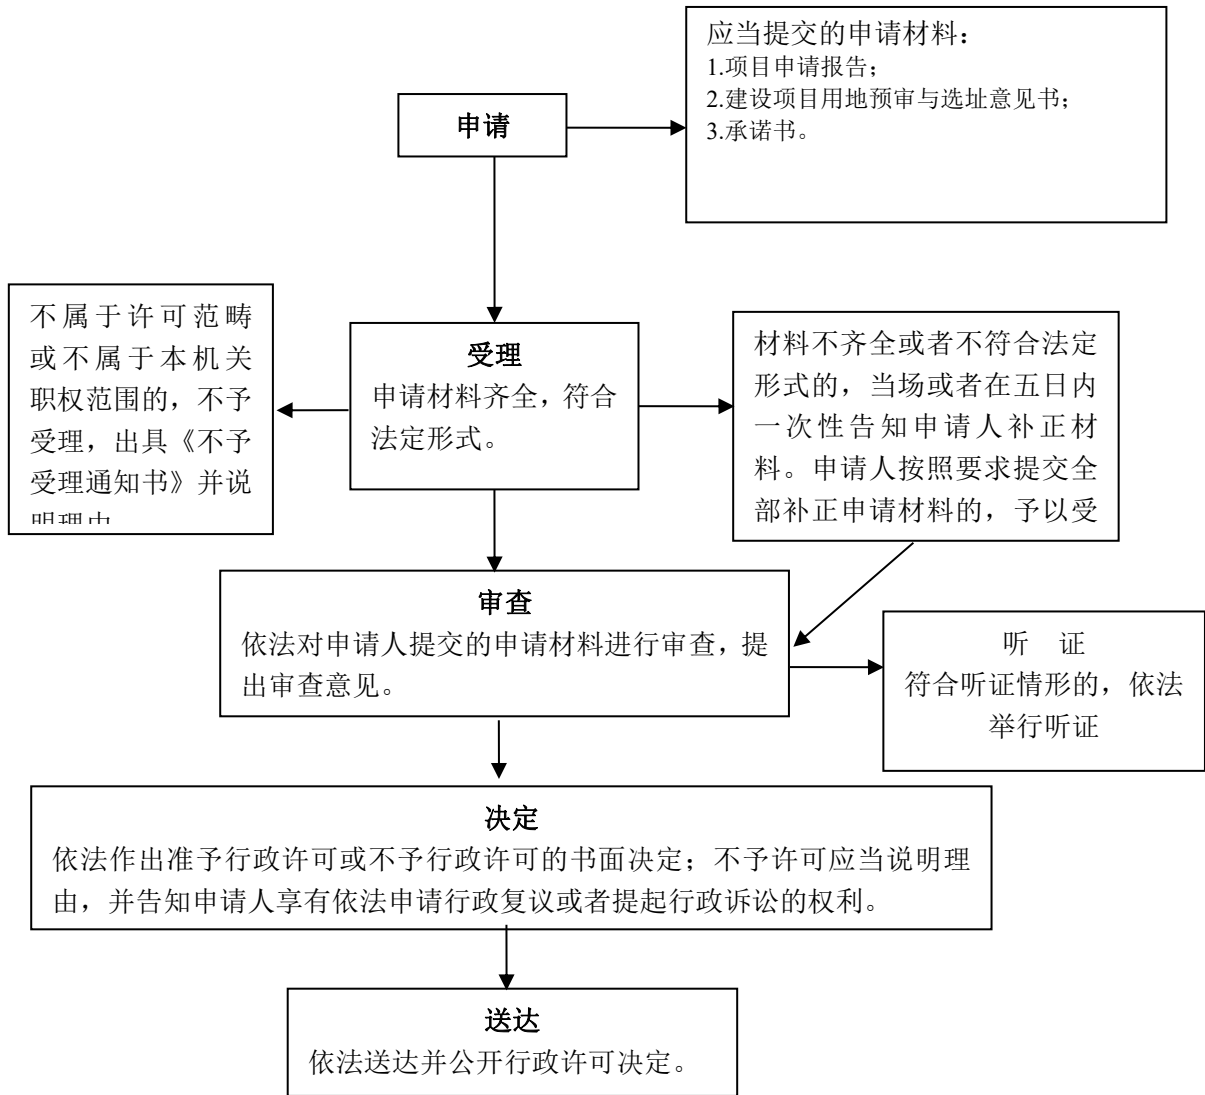 应当提交的申请材料：
1.项目申请报告；
2.建设项目用地预审与选址意见书；
3.承诺书。
申请
不属于许可范畴
或不属于本机关
职权范围的，不予
受理，出具《不予
受理通知书》并说
明理由
受理
申请材料齐全，符合
法定形式。
材料不齐全或者不符合法定
形式的，当场或者在五日内
一次性告知申请人补正材
料。申请人按照要求提交全
部补正申请材料的，予以受
审查
依法对申请人提交的申请材料进行审查，提
出审查意见。
听 证
符合听证情形的，依法
举行听证
决定
依法作出准予行政许可或不予行政许可的书面决定；不予许可应当说明理
由，并告知申请人享有依法申请行政复议或者提起行政诉讼的权利。
送达
依法送达并公开行政许可决定。